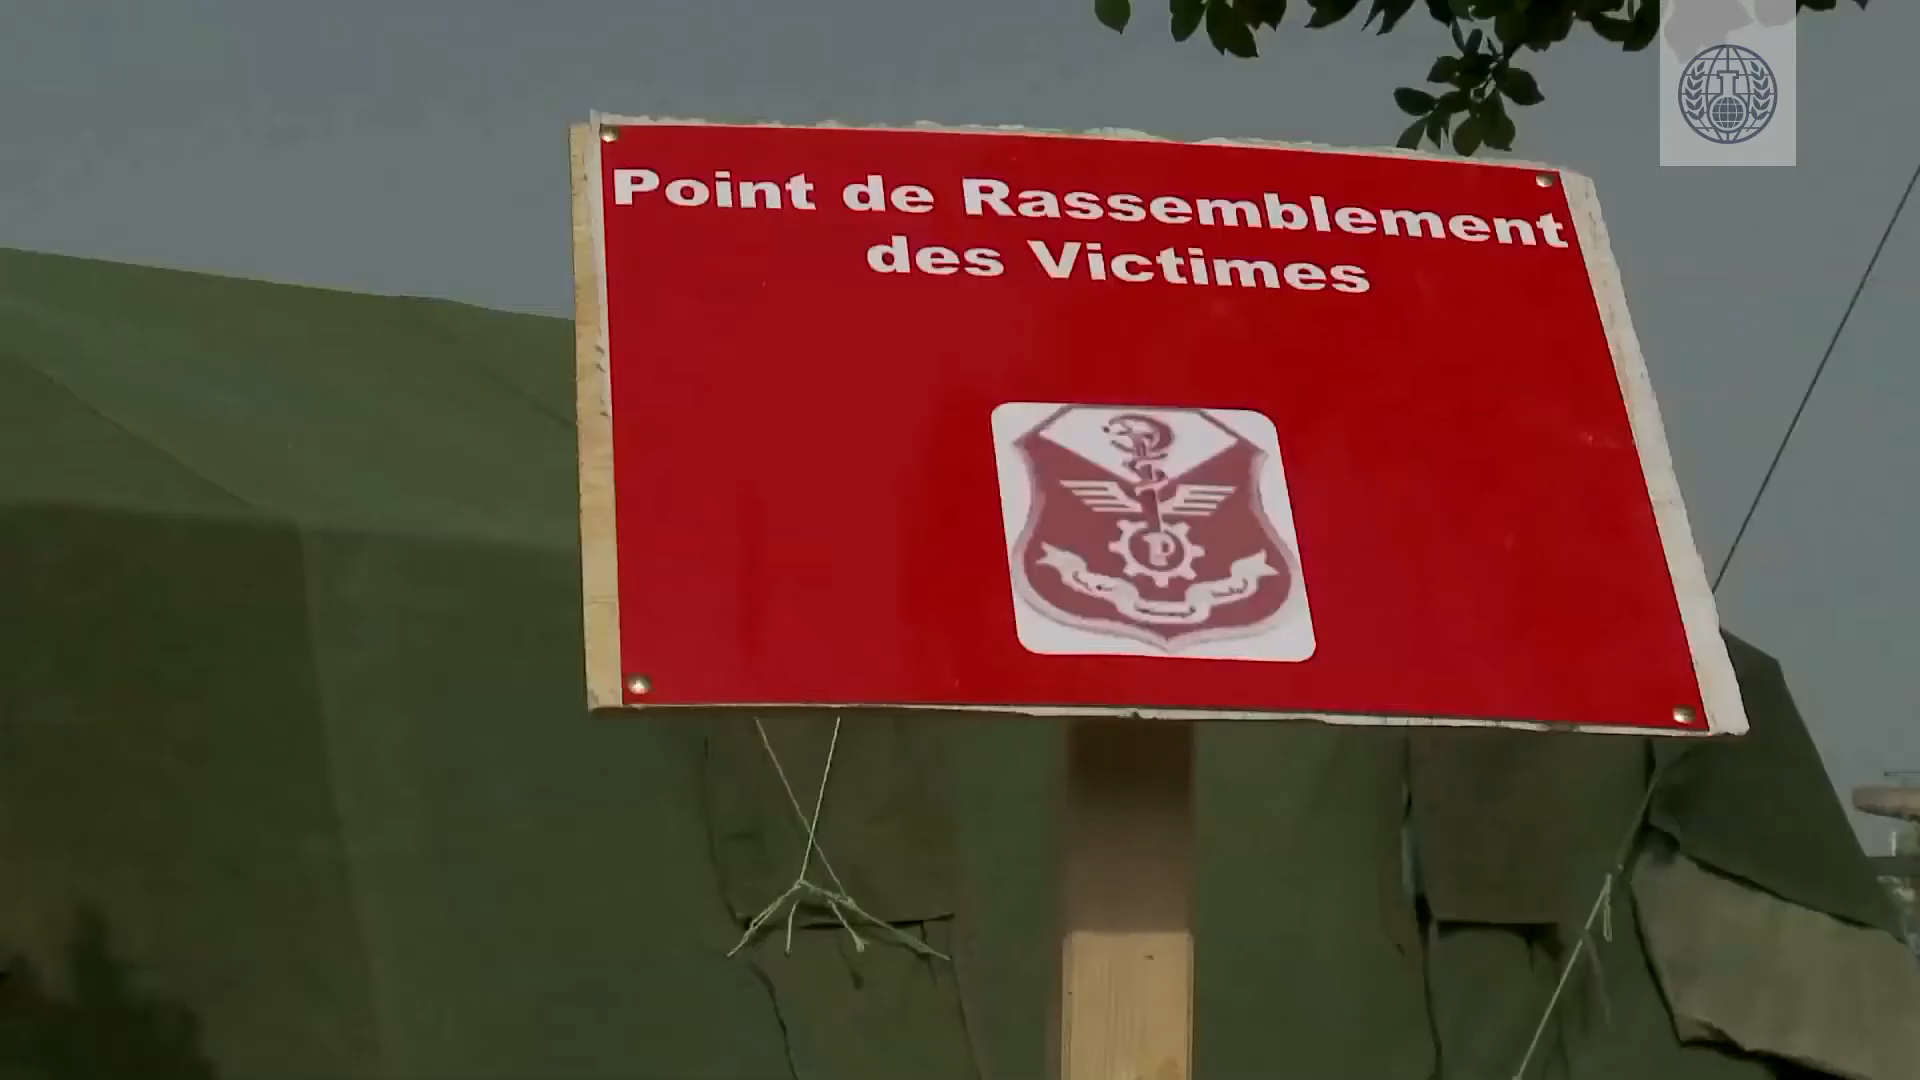 Point de Rassemblement
des Victimes
P